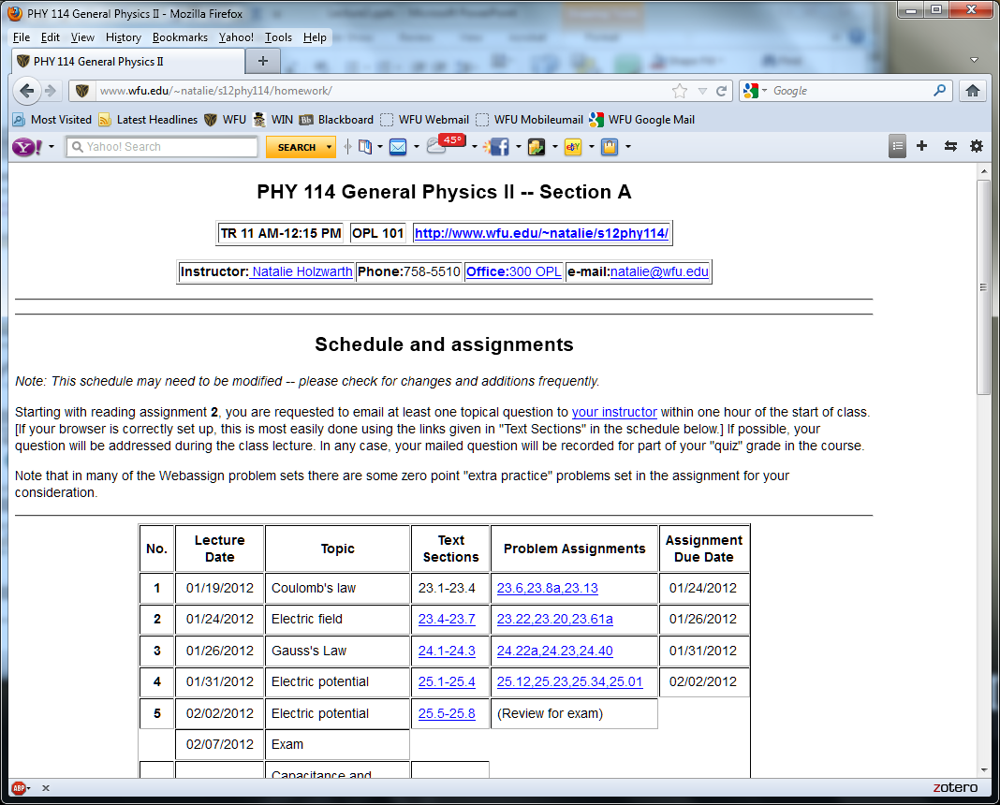 PHY 114 General Physics II - Mozilla Firefox
File Edit View History Bookmarks Yahoo! Tools Help
PHY 114 General Physics II
www.wfu.edu/~natalie/s12phy114/homework/
Google
Most Visited Latest Headlines WFU WIN Bb Blackboard WFU Webmail WFU Mobileumail WFU Google Mail
Y! Yahoo! Search SEARCH 45° ebY
PHY 114 General Physics II -- Section A
TR 11 AM-12:15 PM OPL 101 http://www.wfu.edu/~natalie/s12phy114/
Instructor: Natalie Holzwarth Phone:758-5510 Office:300 OPL e-mail:natalie@wfu.edu
Schedule and assignments
Note: This schedule may need to be modified -- please check for changes and additions frequently.
Starting with reading assignment 2, you are requested to email at least one topical question to your instructor within one hour of the start of class.
[If your browser is correctly set up, this is most easily done using the links given in "Text Sections" in the schedule below.] If possible, your
question will be addressed during the class lecture. In any case, your mailed question will be recorded for part of your "quiz" grade in the course.
Note that in many of the Webassign problem sets there are some zero point "extra practice" problems set in the assignment for your
consideration.
No. Lecture Date Topic Text Sections Problem Assignments Assignment Due Date
1 01/19/2012 Coulomb's law 23.1-23.4 23.6,23.8a,23.13 01/24/2012
2 01/24/2012 Electric field 23.4-23.7 23.22,23.20,23.61a 01/26/2012
3 01/26/2012 Gauss's Law 24.1-24.3 24.22a,24.23,24.40 01/31/2012
4 01/31/2012 Electric potential 25.1-25.4 25.12,25.23,25.34,25.01 02/02/2012
5 02/02/2012 Electric potential 25.5-25.8 (Review for exam)
02/07/2012 Exam
Capacitance and
ABP zotero